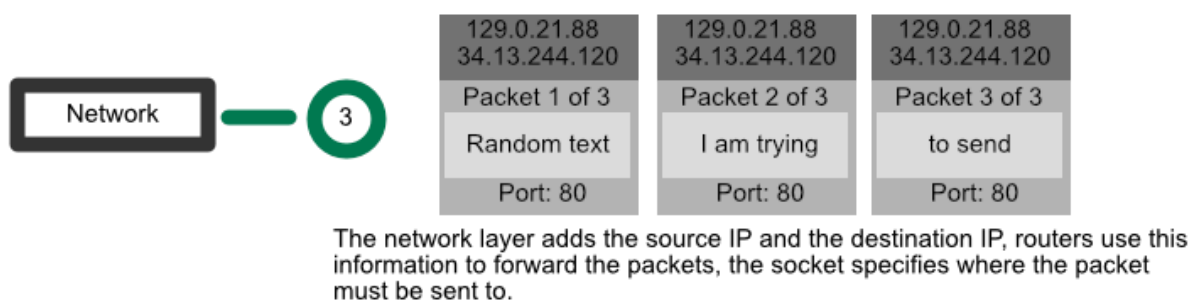 Network
3
129.0.21.88
34.13.244.120
Packet 1 of 3
Random text
Port: 80
129.0.21.88
34.13.244.120
Packet 2 of 3
I am trying
Port: 80
129.0.21.88
34.13.244.120
Packet 3 of 3
to send
Port: 80
The network layer adds the source IP and the destination IP, routers use this
information to forward the packets, the socket specifies where the packet
must be sent to.